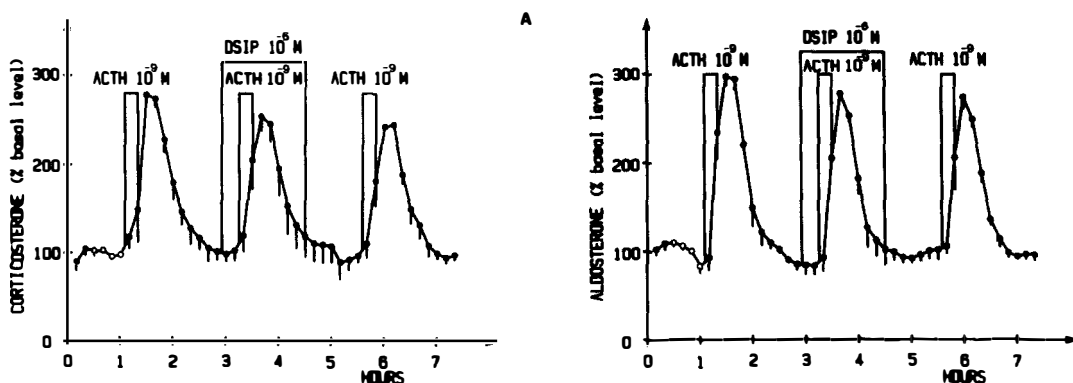 A
DSIP 10⁻⁶ M
ACTH 10⁻⁹ M
ACTH 10⁻⁹ M
ACTH 10⁻⁹ M
CORTICOSTERONE (% basal level)
300
200
100
0
0 1 2 3 4 5 6 7
HOURS
DSIP 10⁻⁶ M
ACTH 10⁻⁹ M
ACTH 10⁻⁹ M
ACTH 10⁻⁹ M
ALDOSTERONE (% basal level)
300
200
100
0
0 1 2 3 4 5 6 7
HOURS